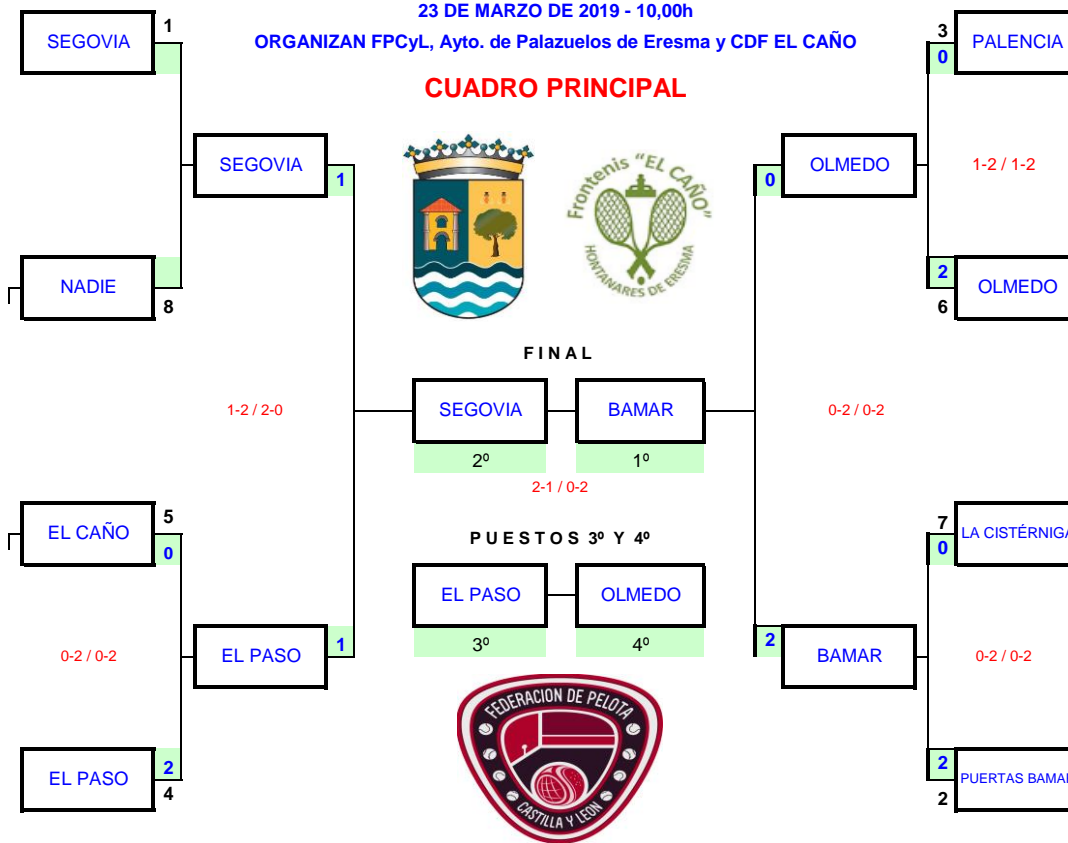 23 DE MARZO DE 2019 - 10,00h
ORGANIZAN FPCyL, Ayto. de Palazuelos de Eresma y CDF EL CAÑO
CUADRO PRINCIPAL
SEGOVIA
1
3
0
PALENCIA
SEGOVIA
1
Frontenis "EL CAÑO"
HONTANARES DE ERESMA
0
OLMEDO
1-2 / 1-2
NADIE
8
2
6
OLMEDO
FINAL
1-2 / 2-0
SEGOVIA
BAMAR
0-2 / 0-2
2º
1º
2-1 / 0-2
EL CAÑO
5
0
7
0
LA CISTÉRNIGA
PUESTOS 3º Y 4º
EL PASO
OLMEDO
0-2 / 0-2
EL PASO
1
3º
4º
2
BAMAR
0-2 / 0-2
FEDERACION DE PELOTA
CASTILLA Y LEON
EL PASO
2
4
2
2
PUERTAS BAMAR